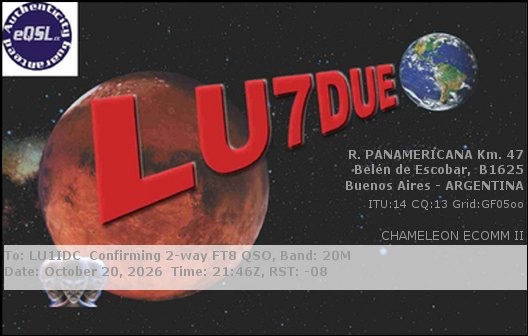 Authenticity Guaranteed
eQSL.cc
LU7DUE
R. PANAMERICANA Km. 47
Belén de Escobar, B1625
Buenos Aires - ARGENTINA
ITU:14 CQ:13 Grid:GF05oo
CHAMELEON ECOMM II
To: LU1IDC Confirming 2-way FT8 QSO, Band: 20M
Date: October 20, 2026 Time: 21:46Z, RST: -08